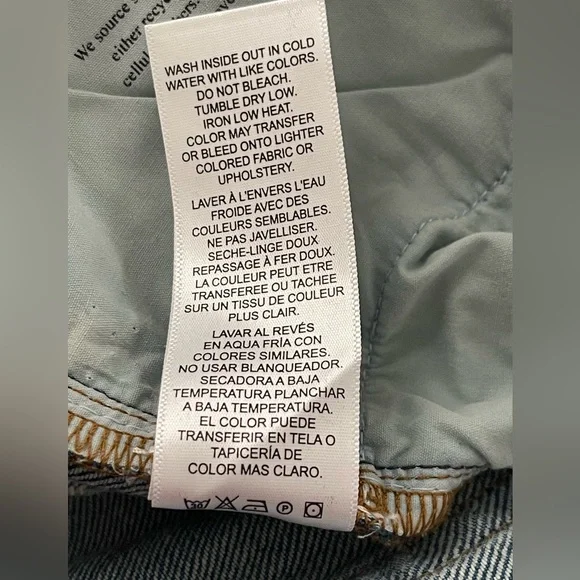 We source
either recyc
cellul
WASH INSIDE OUT IN COLD
WATER WITH LIKE COLORS.
DO NOT BLEACH.
TUMBLE DRY LOW.
IRON LOW HEAT.
COLOR MAY TRANSFER
OR BLEED ONTO LIGHTER
COLORED FABRIC OR
UPHOLSTERY.
LAVER À L'ENVERS L'EAU
FROIDE AVEC DES
COULEURS SEMBLABLES.
NE PAS JAVELLISER.
SECHE-LINGE DOUX
REPASSAGE À FER DOUX.
LA COULEUR PEUT ETRE
TRANSFEREE OU TACHEE
SUR UN TISSU DE COULEUR
PLUS CLAIR.
LAVAR AL REVÉS
EN AQUA FRÍA CON
COLORES SIMILARES.
NO USAR BLANQUEADOR.
SECADORA A BAJA
TEMPERATURA PLANCHAR
A BAJA TEMPERATURA.
EL COLOR PUEDE
TRANSFERIR EN TELA O
TAPICERÍA DE
COLOR MAS CLARO.